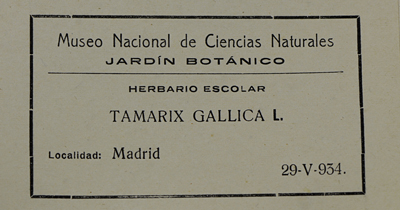 Museo Nacional de Ciencias Naturales
JARDÍN BOTÁNICO
HERBARIO ESCOLAR
TAMARIX GALLICA L.
Localidad: Madrid
29-V-934.